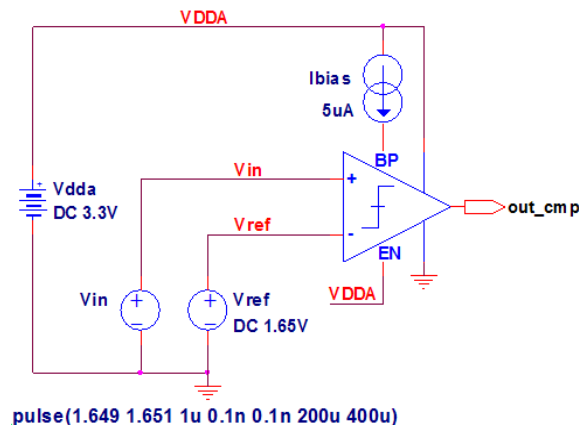 VDDA
Ibias
5uA
BP
Vin
+
Vdda
DC 3.3V
+
out_cmp
Vref
-
EN
VDDA
Vin
+
−
+
−
Vref
DC 1.65V
pulse(1.649 1.651 1u 0.1n 0.1n 200u 400u)